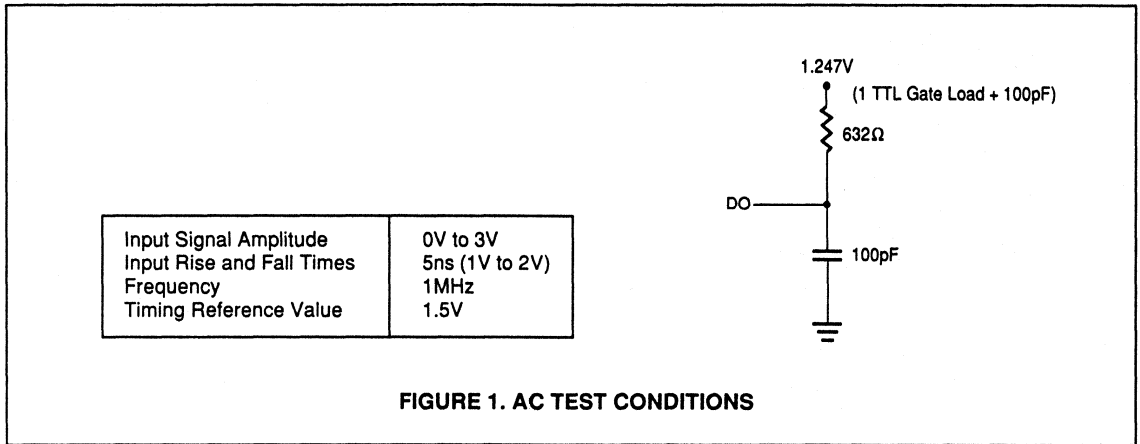 1.247V
(1 TTL Gate Load + 100pF)
632Ω
DO
100pF
Input Signal Amplitude 0V to 3V
Input Rise and Fall Times 5ns (1V to 2V)
Frequency 1MHz
Timing Reference Value 1.5V
FIGURE 1. AC TEST CONDITIONS